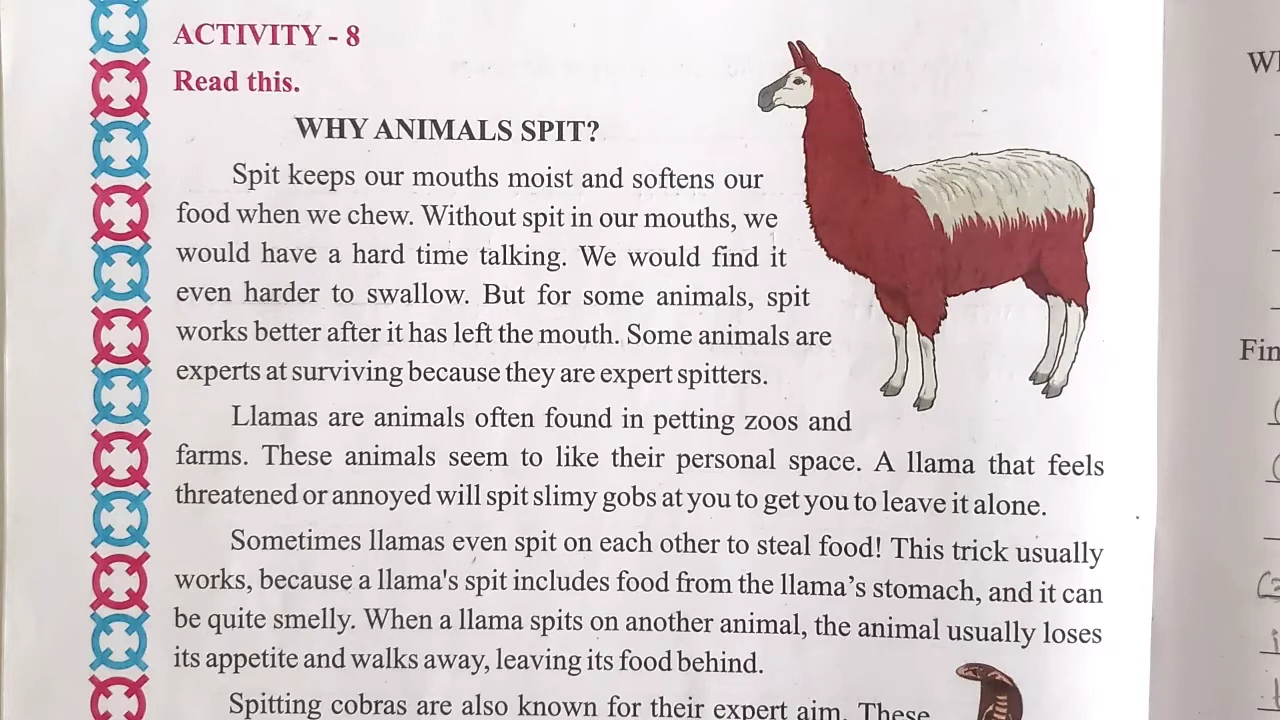 ACTIVITY - 8
Read this.
WHY ANIMALS SPIT?
Spit keeps our mouths moist and softens our
food when we chew. Without spit in our mouths, we
would have a hard time talking. We would find it
even harder to swallow. But for some animals, spit
works better after it has left the mouth. Some animals are
experts at surviving because they are expert spitters.
Llamas are animals often found in petting zoos and
farms. These animals seem to like their personal space. A llama that feels
threatened or annoyed will spit slimy gobs at you to get you to leave it alone.
Sometimes llamas even spit on each other to steal food! This trick usually
works, because a llama's spit includes food from the llama’s stomach, and it can
be quite smelly. When a llama spits on another animal, the animal usually loses
its appetite and walks away, leaving its food behind.
Spitting cobras are also known for their expert aim. These